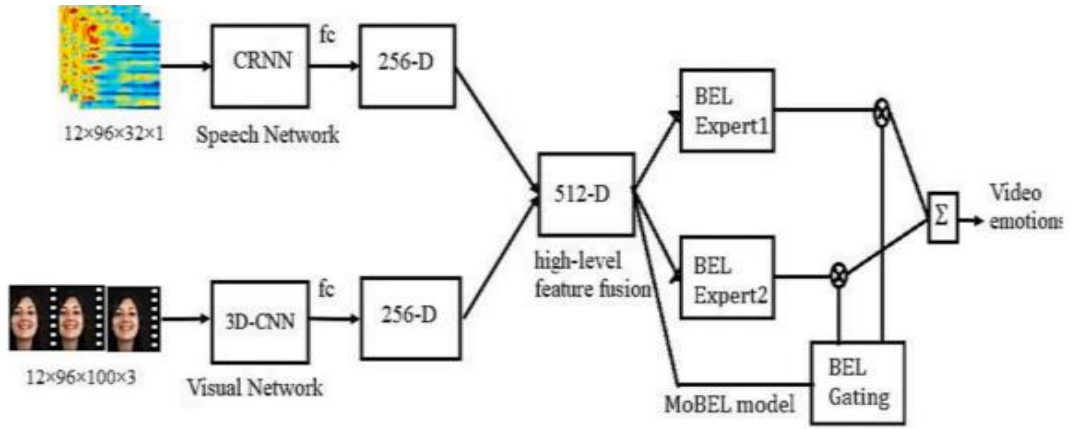 fc
CRNN
256-D
12×96×32×1
Speech Network
BEL
Expert1
512-D
Σ
Video
emotions
high-level
feature fusion
BEL
Expert2
fc
3D-CNN
256-D
12×96×100×3
Visual Network
MoBEL model
BEL
Gating